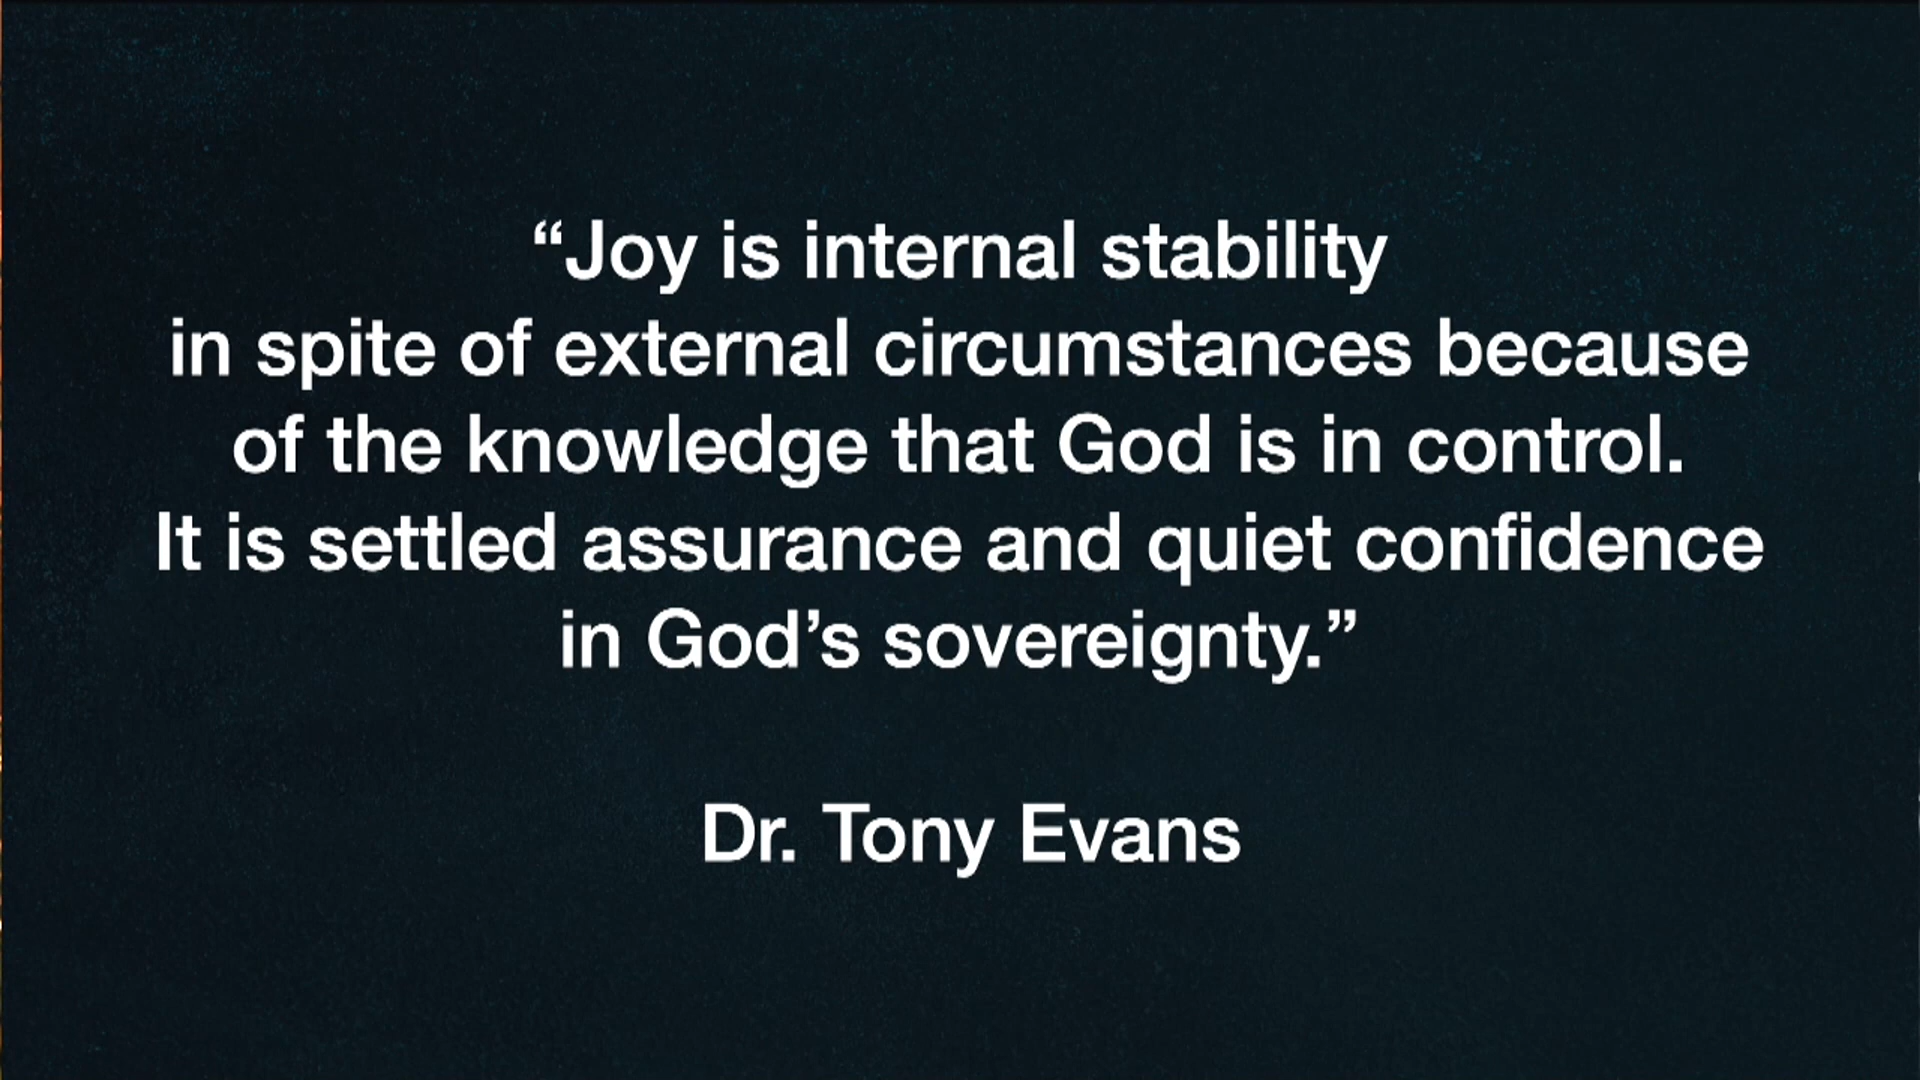 “Joy is internal stability
in spite of external circumstances because
of the knowledge that God is in control.
It is settled assurance and quiet confidence
in God’s sovereignty.”
Dr. Tony Evans